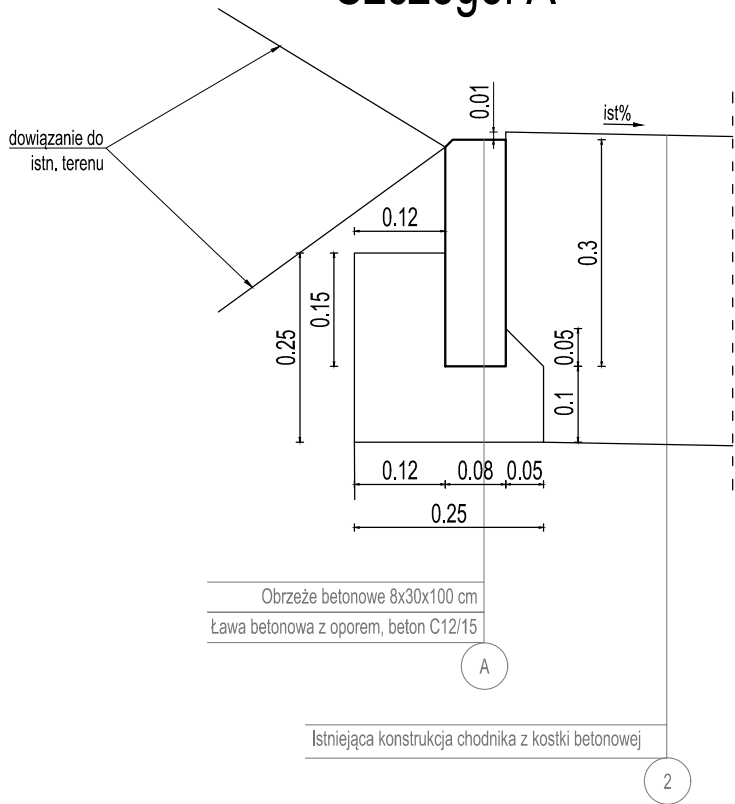 0.01
ist%
dowiązanie do
istn. terenu
0.12
0.3
0.15
0.25
0.05
0.1
0.12 0.08 0.05
0.25
Obrzeże betonowe 8x30x100 cm
Ława betonowa z oporem, beton C12/15
A
Istniejąca konstrukcja chodnika z kostki betonowej
2